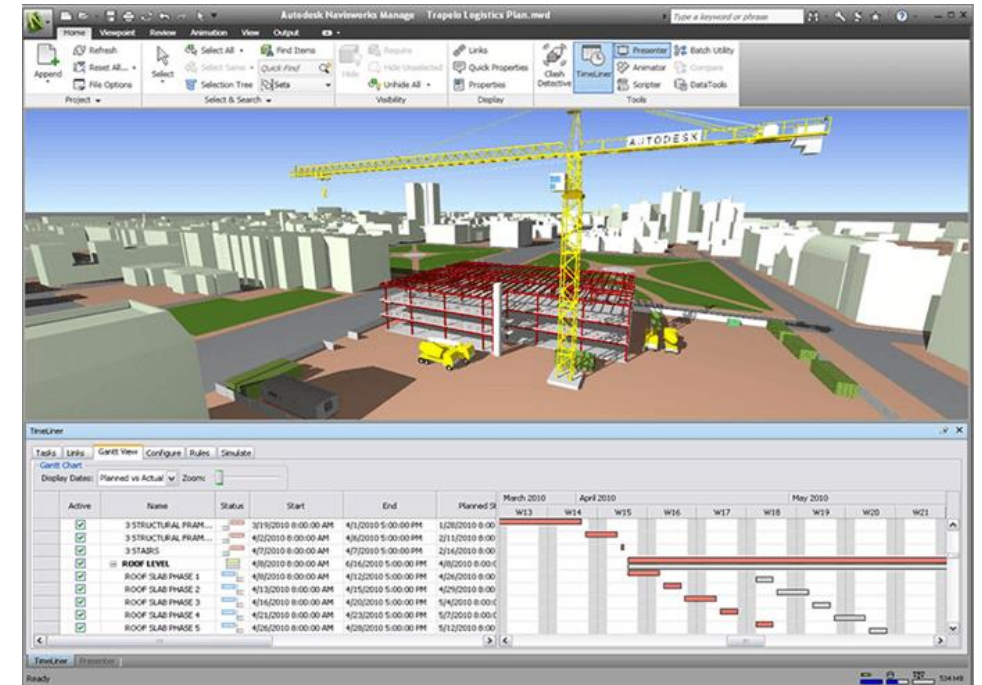 Autodesk Navisworks Manage Trapelo Logistics Plan.nwd
Type a keyword or phrase
Home Viewpoint Review Animation View Output
Append
Refresh
Reset All...
File Options
Project
Select
Select All
Select Same
Selection Tree
Find Items
Quick Find
Sets
Select & Search
Hide
Require
Hide Unselected
Unhide All
Visibility
Links
Quick Properties
Properties
Display
Clash Detective
TimeLiner
Presenter
Animator
Scripter
Batch Utility
Compare
DataTools
Tools
AUTODESK
TimeLiner
Tasks Links Gantt View Configure Rules Simulate
Gantt Chart
Display Dates: Planned vs Actual Zoom:
Active Name Status Start End Planned St
March 2010 April 2010 May 2010
W13 W14 W15 W16 W17 W18 W19 W20 W21
3 STRUCTURAL FRAM... 3/19/2010 8:00:00 AM 4/1/2010 5:00:00 PM 1/28/2010 8:00
3 STRUCTURAL FRAM... 4/2/2010 8:00:00 AM 4/6/2010 5:00:00 PM 2/11/2010 8:00
3 STAIRS 4/7/2010 8:00:00 AM 4/7/2010 5:00:00 PM 2/16/2010 8:00
ROOF LEVEL 4/8/2010 8:00:00 AM 6/16/2010 5:00:00 PM 4/8/2010 8:00:0
ROOF SLAB PHASE 1 4/8/2010 8:00:00 AM 4/12/2010 5:00:00 PM 4/26/2010 8:00
ROOF SLAB PHASE 2 4/13/2010 8:00:00 AM 4/15/2010 5:00:00 PM 4/29/2010 8:00
ROOF SLAB PHASE 3 4/16/2010 8:00:00 AM 4/20/2010 5:00:00 PM 5/4/2010 8:00:0
ROOF SLAB PHASE 4 4/21/2010 8:00:00 AM 4/23/2010 5:00:00 PM 5/7/2010 8:00:0
ROOF SLAB PHASE 5 4/26/2010 8:00:00 AM 4/28/2010 5:00:00 PM 5/12/2010 8:00
TimeLiner Presenter
Ready
534 MB